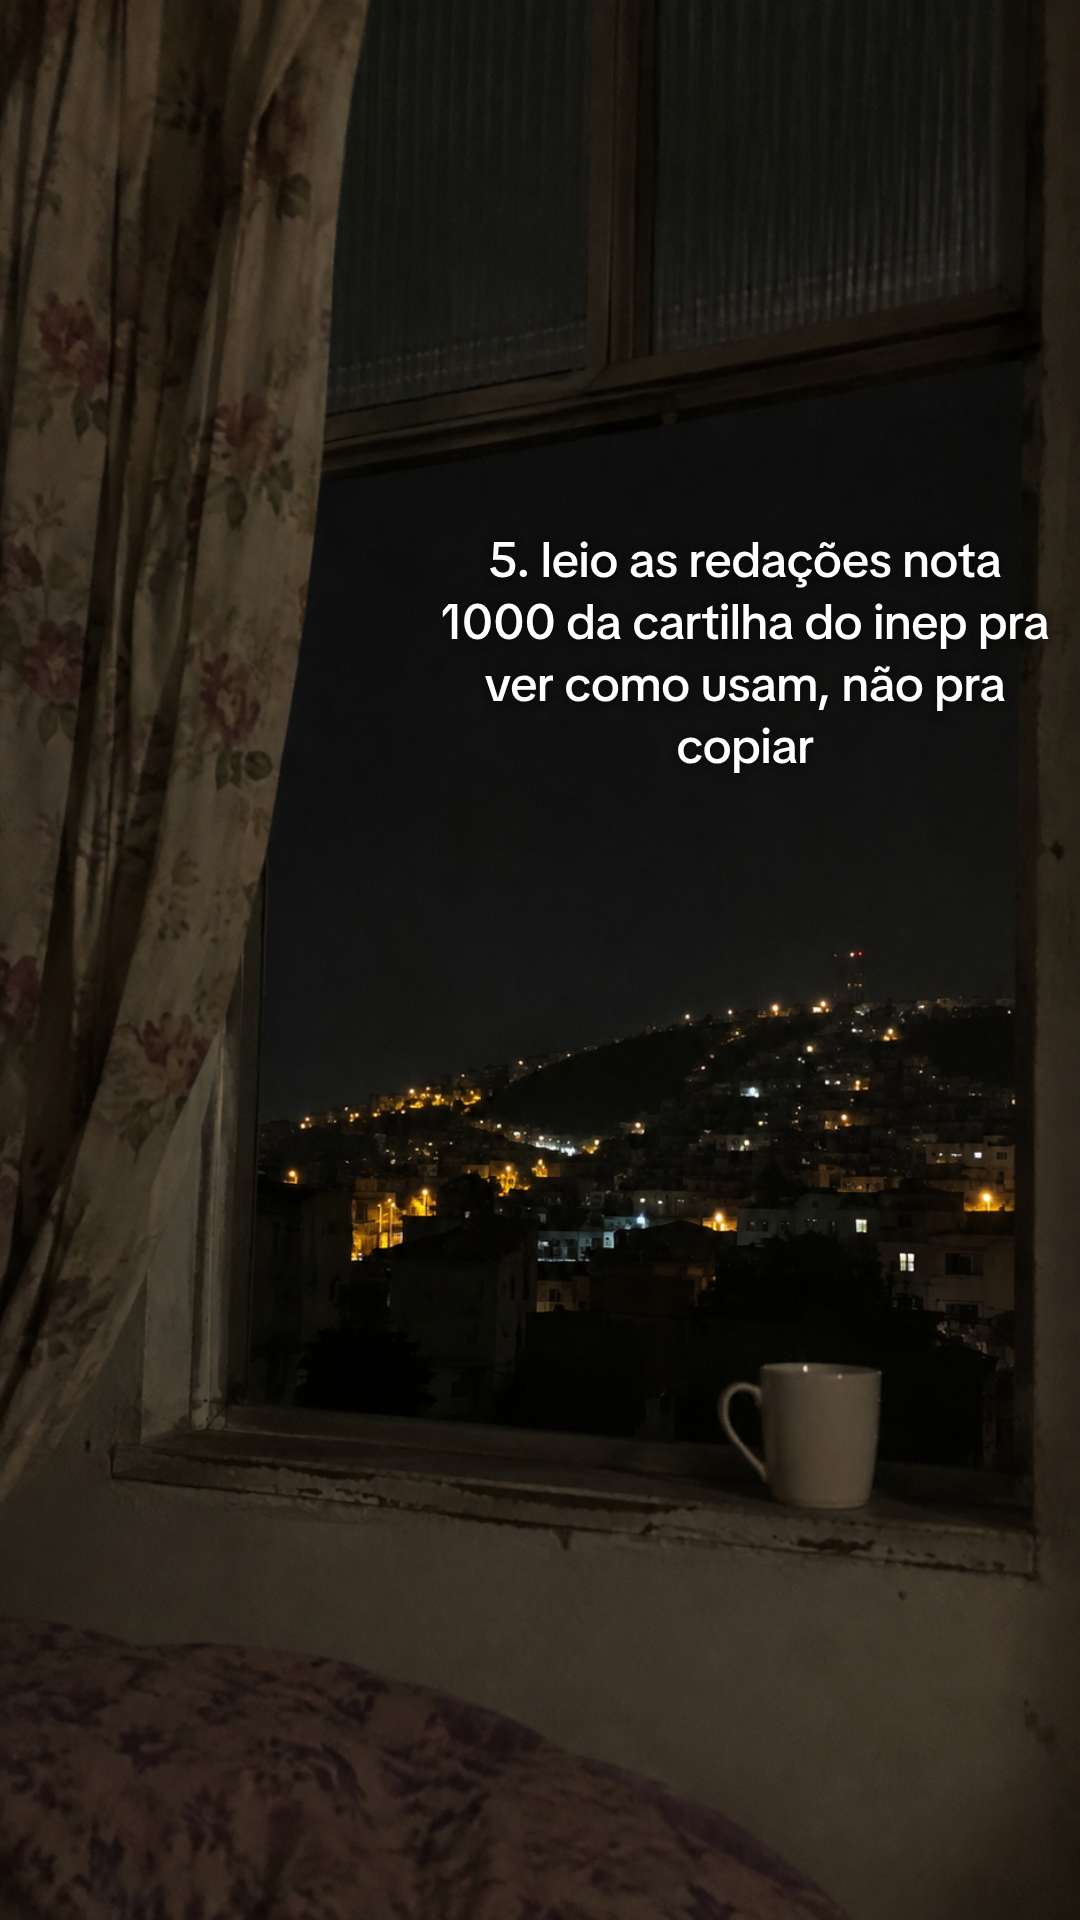 5. leio as redações nota
1000 da cartilha do inep pra
ver como usam, não pra
copiar